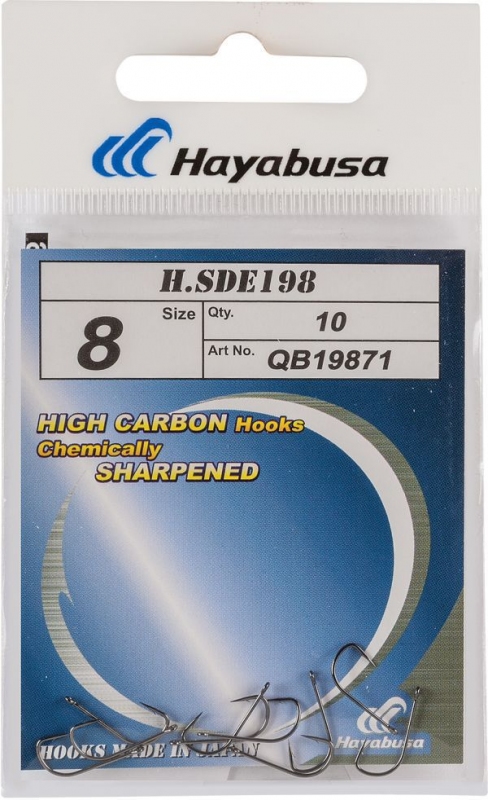 Hayabusa
H.SDE198
8 Size
Qty. 10
Art No. QB19871
HIGH CARBON Hooks
Chemically
SHARPENED
HOOKS MADE IN JAPAN
Hayabusa